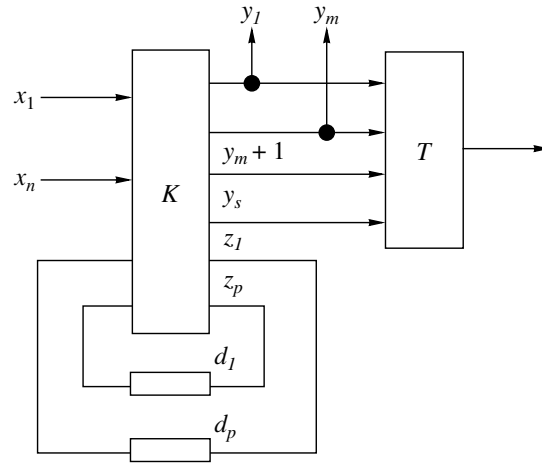 y₁ yₘ
x₁
yₘ + 1
T
xₙ
K
yₛ
z₁
zₚ
d₁
dₚ